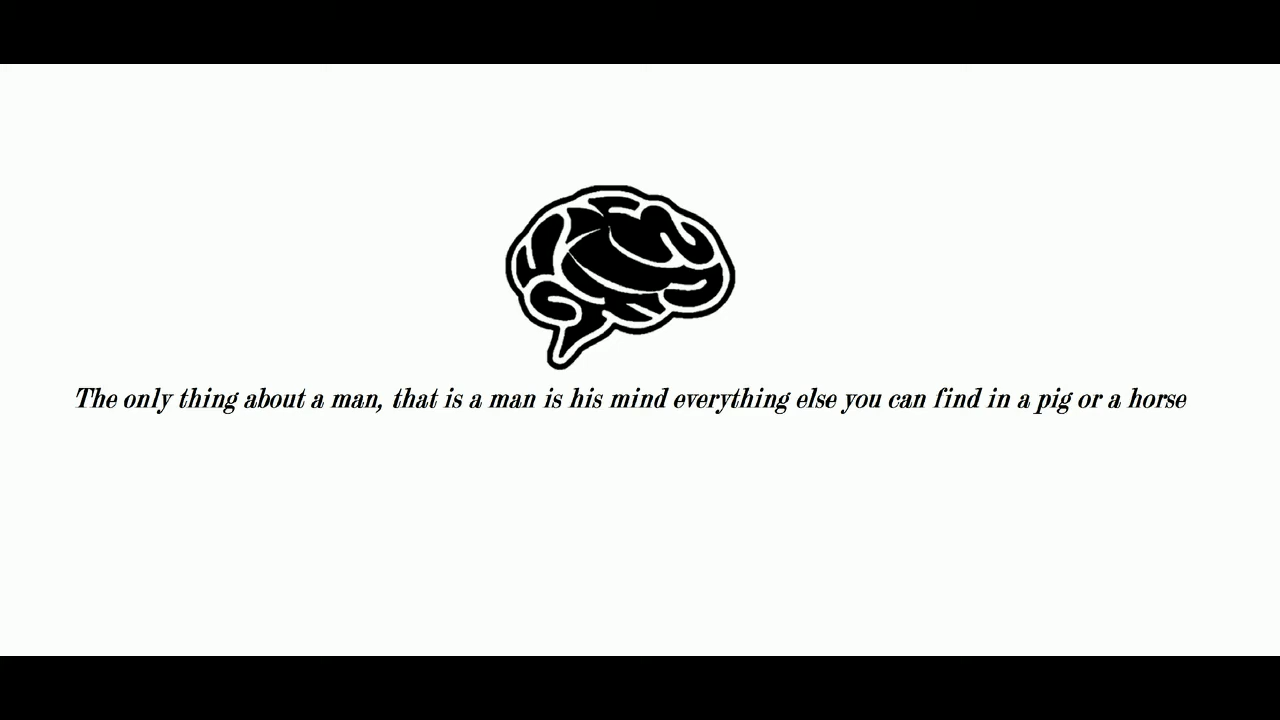 The only thing about a man, that is a man is his mind everything else you can find in a pig or a horse